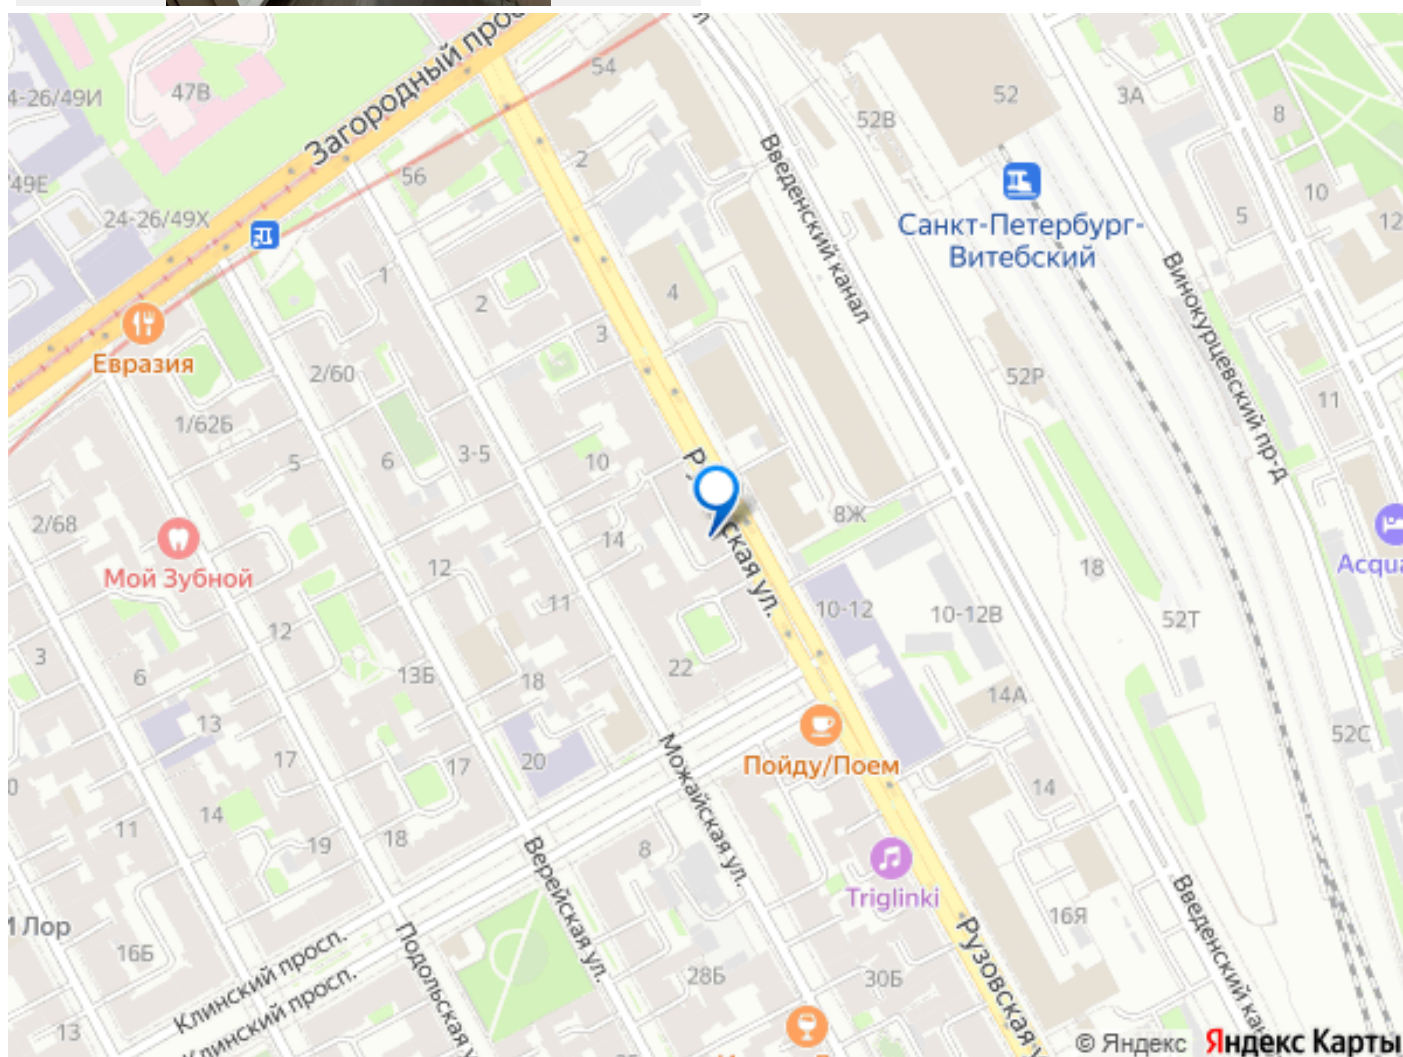 Загородный прос
54
52
3А
8
47В
4-26/49И
52В
2
49Е
56
10
24-26/49Х
5
12
Введенский канал
Санкт-Петербург-
Витебский
Винокурцевский пр-д
1
2
4
3
Евразия
2/60
52Р
11
1/62Б
5
6
3-5
10
2/68
14
8Ж
Мой Зубной
12
11
ская ул.
18
Acqua
10-12
10-12В
52Т
12
3
6
13Б
18
22
14А
13
52С
17
20
17
Пойду/Поем
14
Можайская ул.
0
14
11
19
18
8
Верейская ул.
Triglinki
Введенский кан
16Я
Лор
16Б
Клинский просп.
Клинский просп.
Подольская у
28Б
30Б
Рузовская у
13
© Яндекс Яндекс Карты